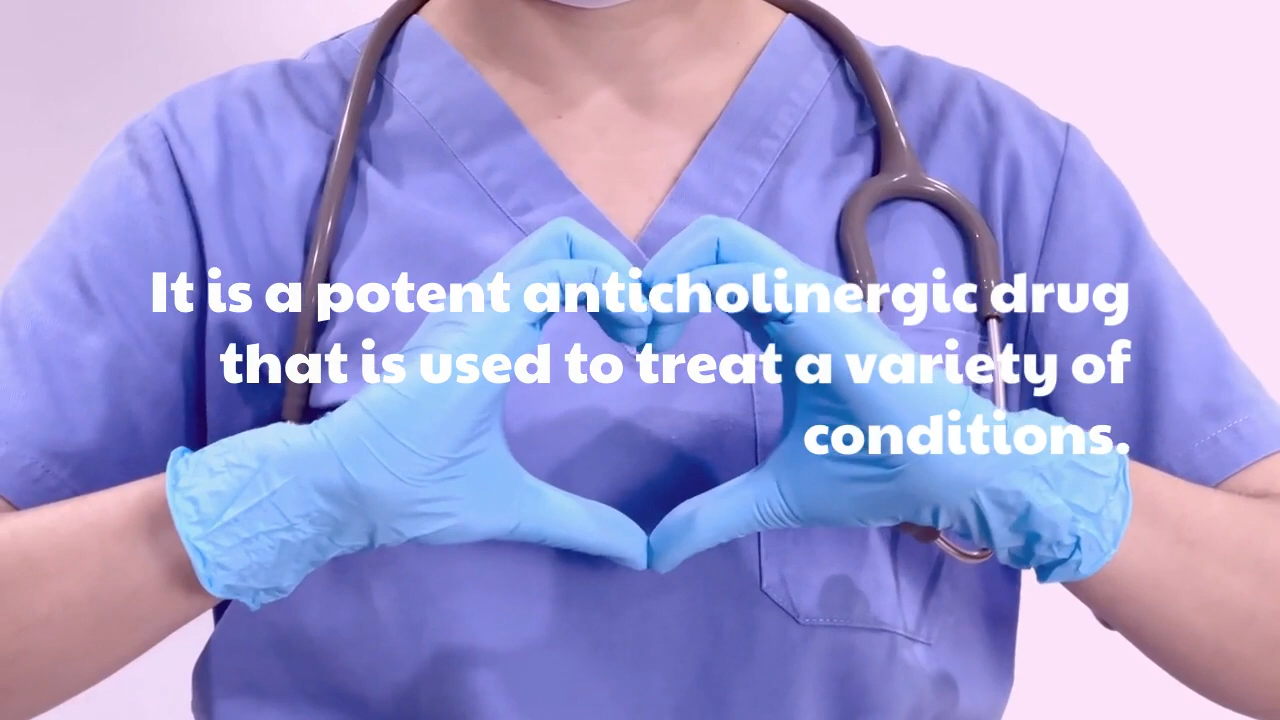 It is a potent anticholinergic drug
that is used to treat a variety of
conditions.